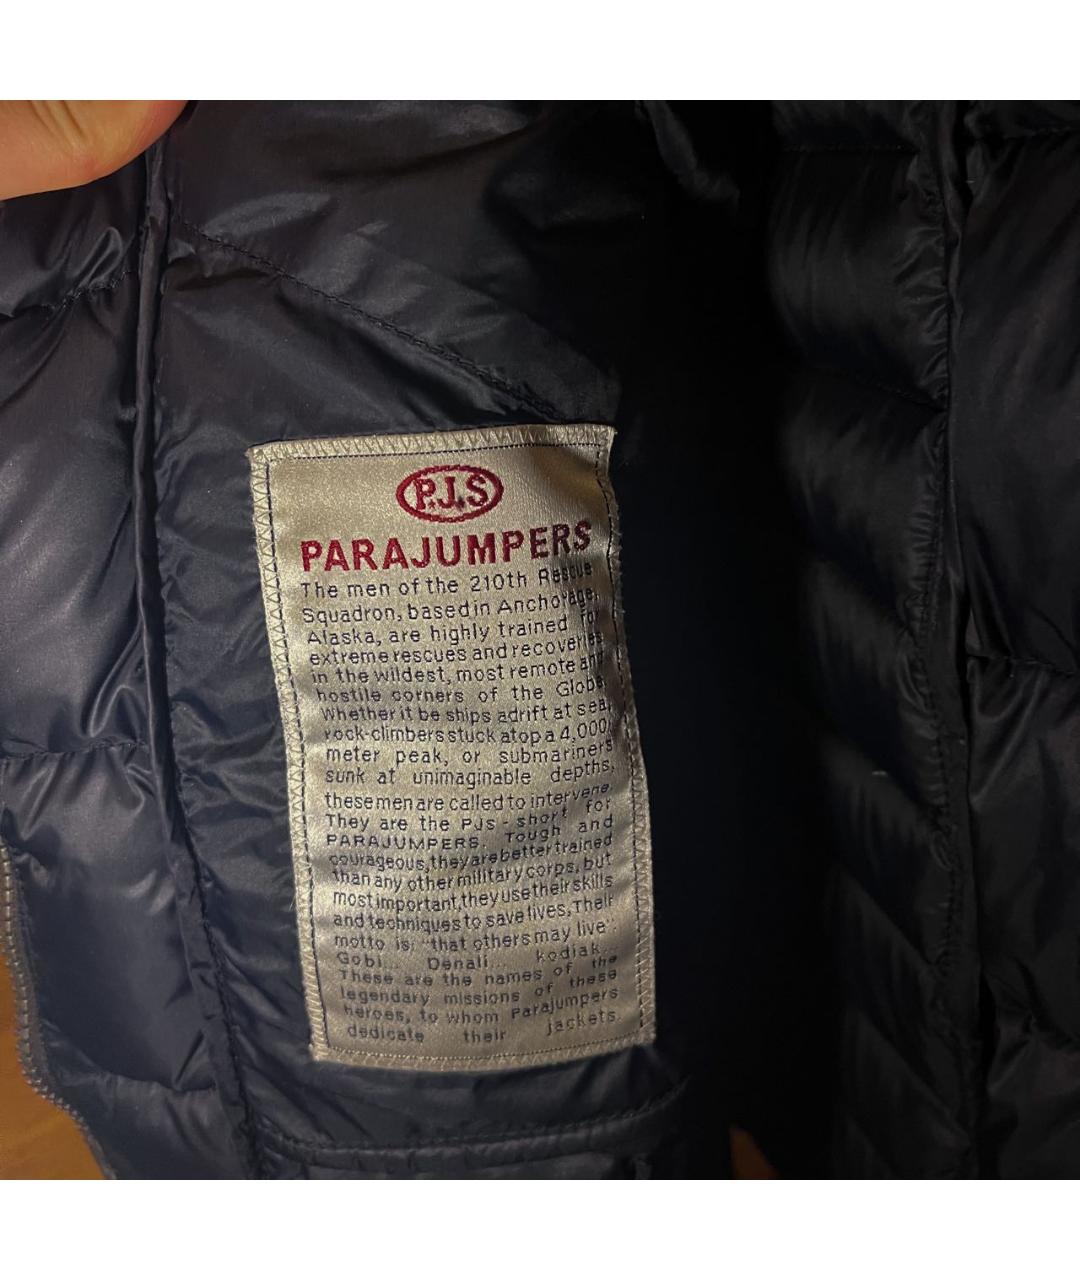 P.J.S
PARAJUMPERS
The men of the 210th Rescue
Squadron, based in Anchorage,
Alaska, are highly trained for
extreme rescues and recoveries
in the wildest, most remote and
hostile corners of the Globe.
Whether it be ships adrift at sea,
rock-climbers stuck atop a 4,000
meter peak, or submariners
sunk at unimaginable depths,
these men are called to intervene.
They are the PJs - short for
PARAJUMPERS. Tough and
courageous, they are better trained
than any other military corps, but
most important, they use their skills
and techniques to save lives. Their
motto is: "that others may live".
Gobi... Denali... kodiak...
These are the names of the
legendary missions of these
heroes, to whom Parajumpers
dedicate their jackets.